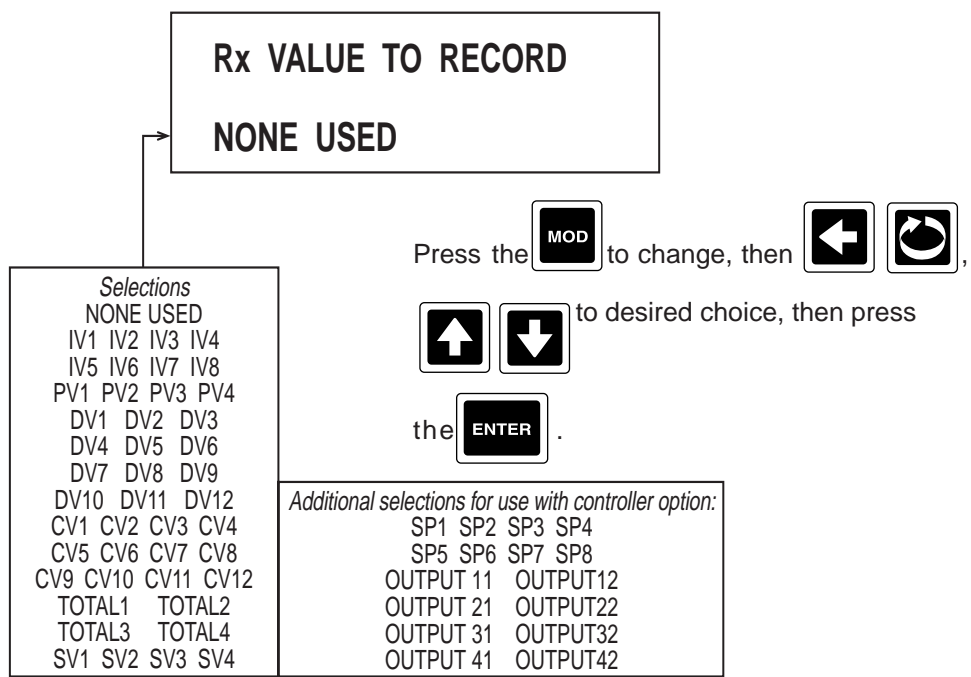 Rx VALUE TO RECORD
NONE USED
Press the MOD to change, then ,
to desired choice, then press
the ENTER .
Selections
NONE USED
IV1 IV2 IV3 IV4
IV5 IV6 IV7 IV8
PV1 PV2 PV3 PV4
DV1 DV2 DV3
DV4 DV5 DV6
DV7 DV8 DV9
DV10 DV11 DV12
CV1 CV2 CV3 CV4
CV5 CV6 CV7 CV8
CV9 CV10 CV11 CV12
TOTAL1 TOTAL2
TOTAL3 TOTAL4
SV1 SV2 SV3 SV4
Additional selections for use with controller option:
SP1 SP2 SP3 SP4
SP5 SP6 SP7 SP8
OUTPUT 11 OUTPUT12
OUTPUT 21 OUTPUT22
OUTPUT 31 OUTPUT32
OUTPUT 41 OUTPUT42